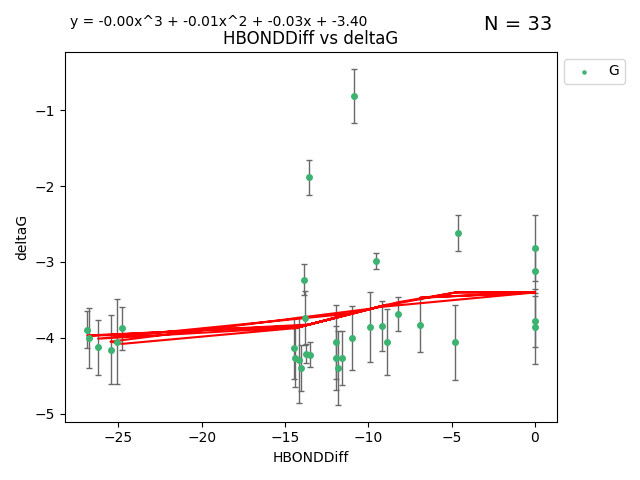 y = -0.00x^3 + -0.01x^2 + -0.03x + -3.40
N = 33
HBONDDiff vs deltaG
G
−1
−2
−3
−4
−5
deltaG
−25
−20
−15
−10
−5
0
HBONDDiff